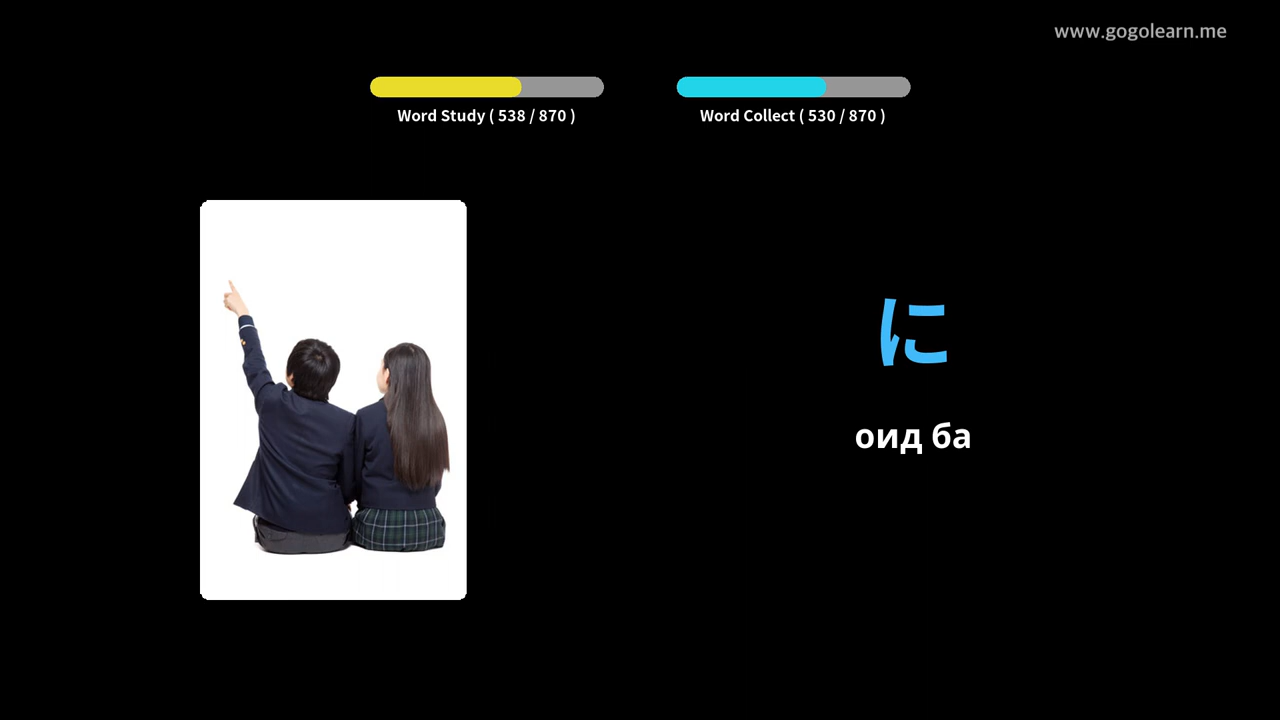 www.gogolearn.me
Word Study ( 538 / 870 )
Word Collect ( 530 / 870 )
に
оид ба